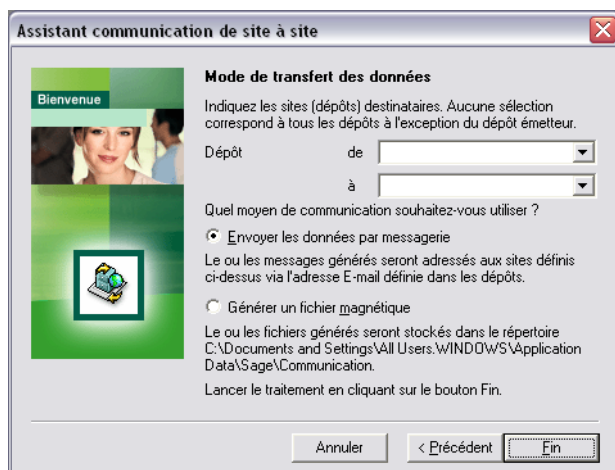 Assistant communication de site à site
Bienvenue
Mode de transfert des données
Indiquez les sites (dépôts) destinataires. Aucune sélection
correspond à tous les dépôts à l'exception du dépôt émetteur.
Dépôt de
à
Quel moyen de communication souhaitez-vous utiliser ?
Envoyer les données par messagerie
Le ou les messages générés seront adressés aux sites définis
ci-dessus via l'adresse E-mail définie dans les dépôts.
Générer un fichier magnétique
Le ou les fichiers générés seront stockés dans le répertoire
C:\Documents and Settings\All Users.WINDOWS\Application
Data\Sage\Communication.
Lancer le traitement en cliquant sur le bouton Fin.
Annuler < Précédent Fin